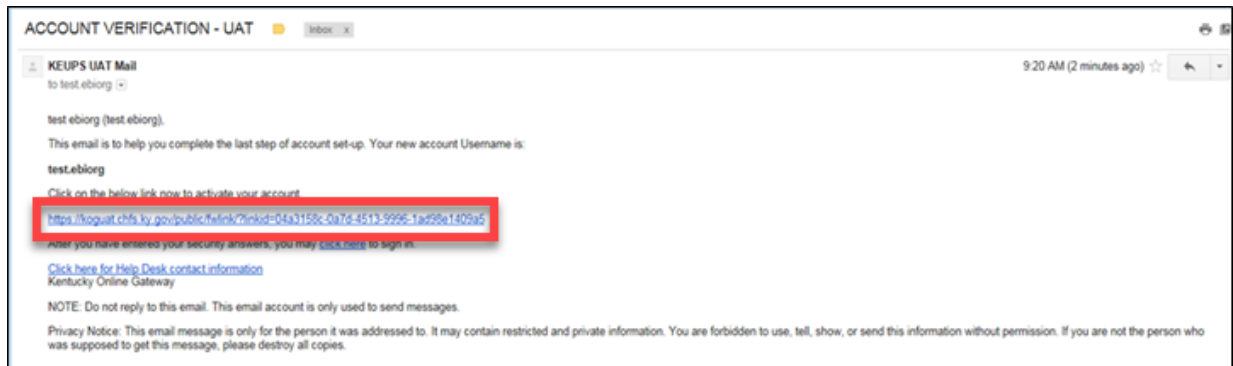 ACCOUNT VERIFICATION - UAT Inbox x
KEUPS UAT Mail 9:20 AM (2 minutes ago)
to test.ebiorg
test ebiorg (test.ebiorg),
This email is to help you complete the last step of account set-up. Your new account Username is:
test.ebiorg
Click on the below link now to activate your account
https://koguat.chfs.ky.gov/public/fwlink/?linkid=04a3158c-0a7d-4513-9996-1ad98e1409a5
After you have entered your security answers, you may click here to sign in.
Click here for Help Desk contact information
Kentucky Online Gateway
NOTE: Do not reply to this email. This email account is only used to send messages.
Privacy Notice: This email message is only for the person it was addressed to. It may contain restricted and private information. You are forbidden to use, tell, show, or send this information without permission. If you are not the person who
was supposed to get this message, please destroy all copies.